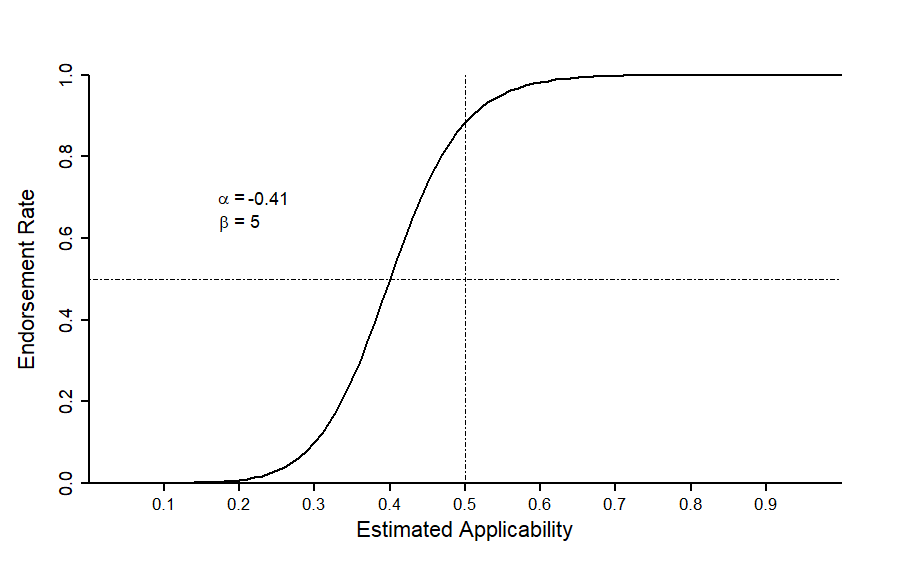 1.0
0.8
0.6
0.4
0.2
0.0
Endorsement Rate
α = -0.41
β = 5
0.1 0.2 0.3 0.4 0.5 0.6 0.7 0.8 0.9
Estimated Applicability